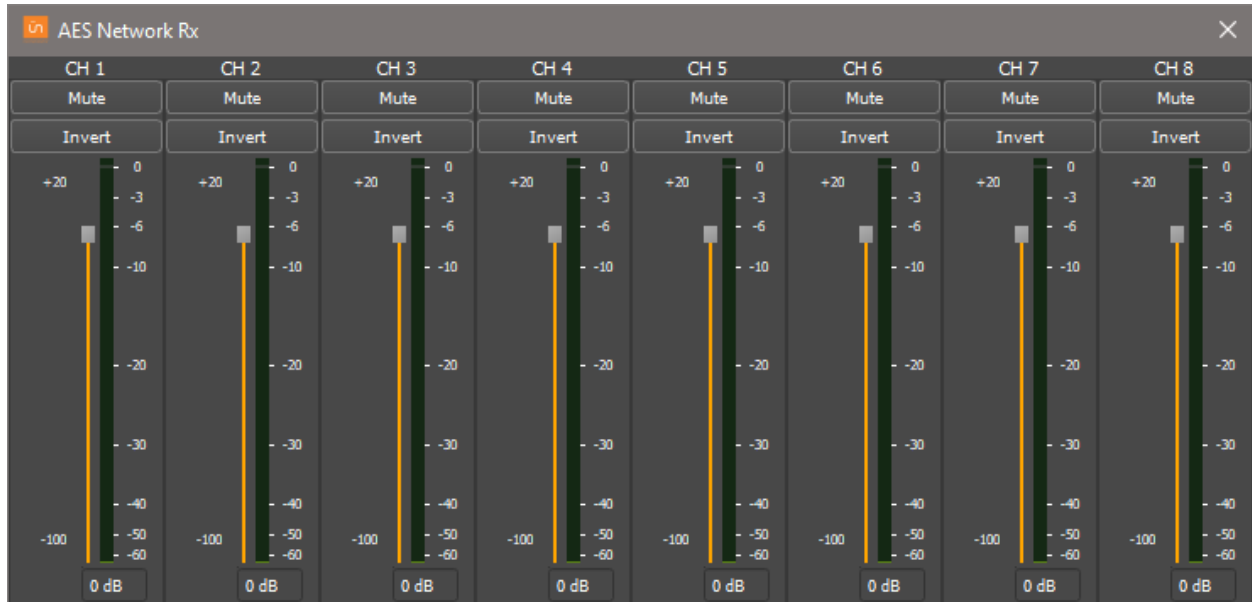 AES Network Rx
CH 1 CH 2 CH 3 CH 4 CH 5 CH 6 CH 7 CH 8
Mute Mute Mute Mute Mute Mute Mute Mute
Invert Invert Invert Invert Invert Invert Invert Invert
0 0 0 0 0 0 0 0
+20 +20 +20 +20 +20 +20 +20 +20
-3 -3 -3 -3 -3 -3 -3 -3
-6 -6 -6 -6 -6 -6 -6 -6
-10 -10 -10 -10 -10 -10 -10 -10
-20 -20 -20 -20 -20 -20 -20 -20
-30 -30 -30 -30 -30 -30 -30 -30
-40 -40 -40 -40 -40 -40 -40 -40
-100 -50 -100 -50 -100 -50 -100 -50 -100 -50 -100 -50 -100 -50 -100 -50
-60 -60 -60 -60 -60 -60 -60 -60
0 dB 0 dB 0 dB 0 dB 0 dB 0 dB 0 dB 0 dB